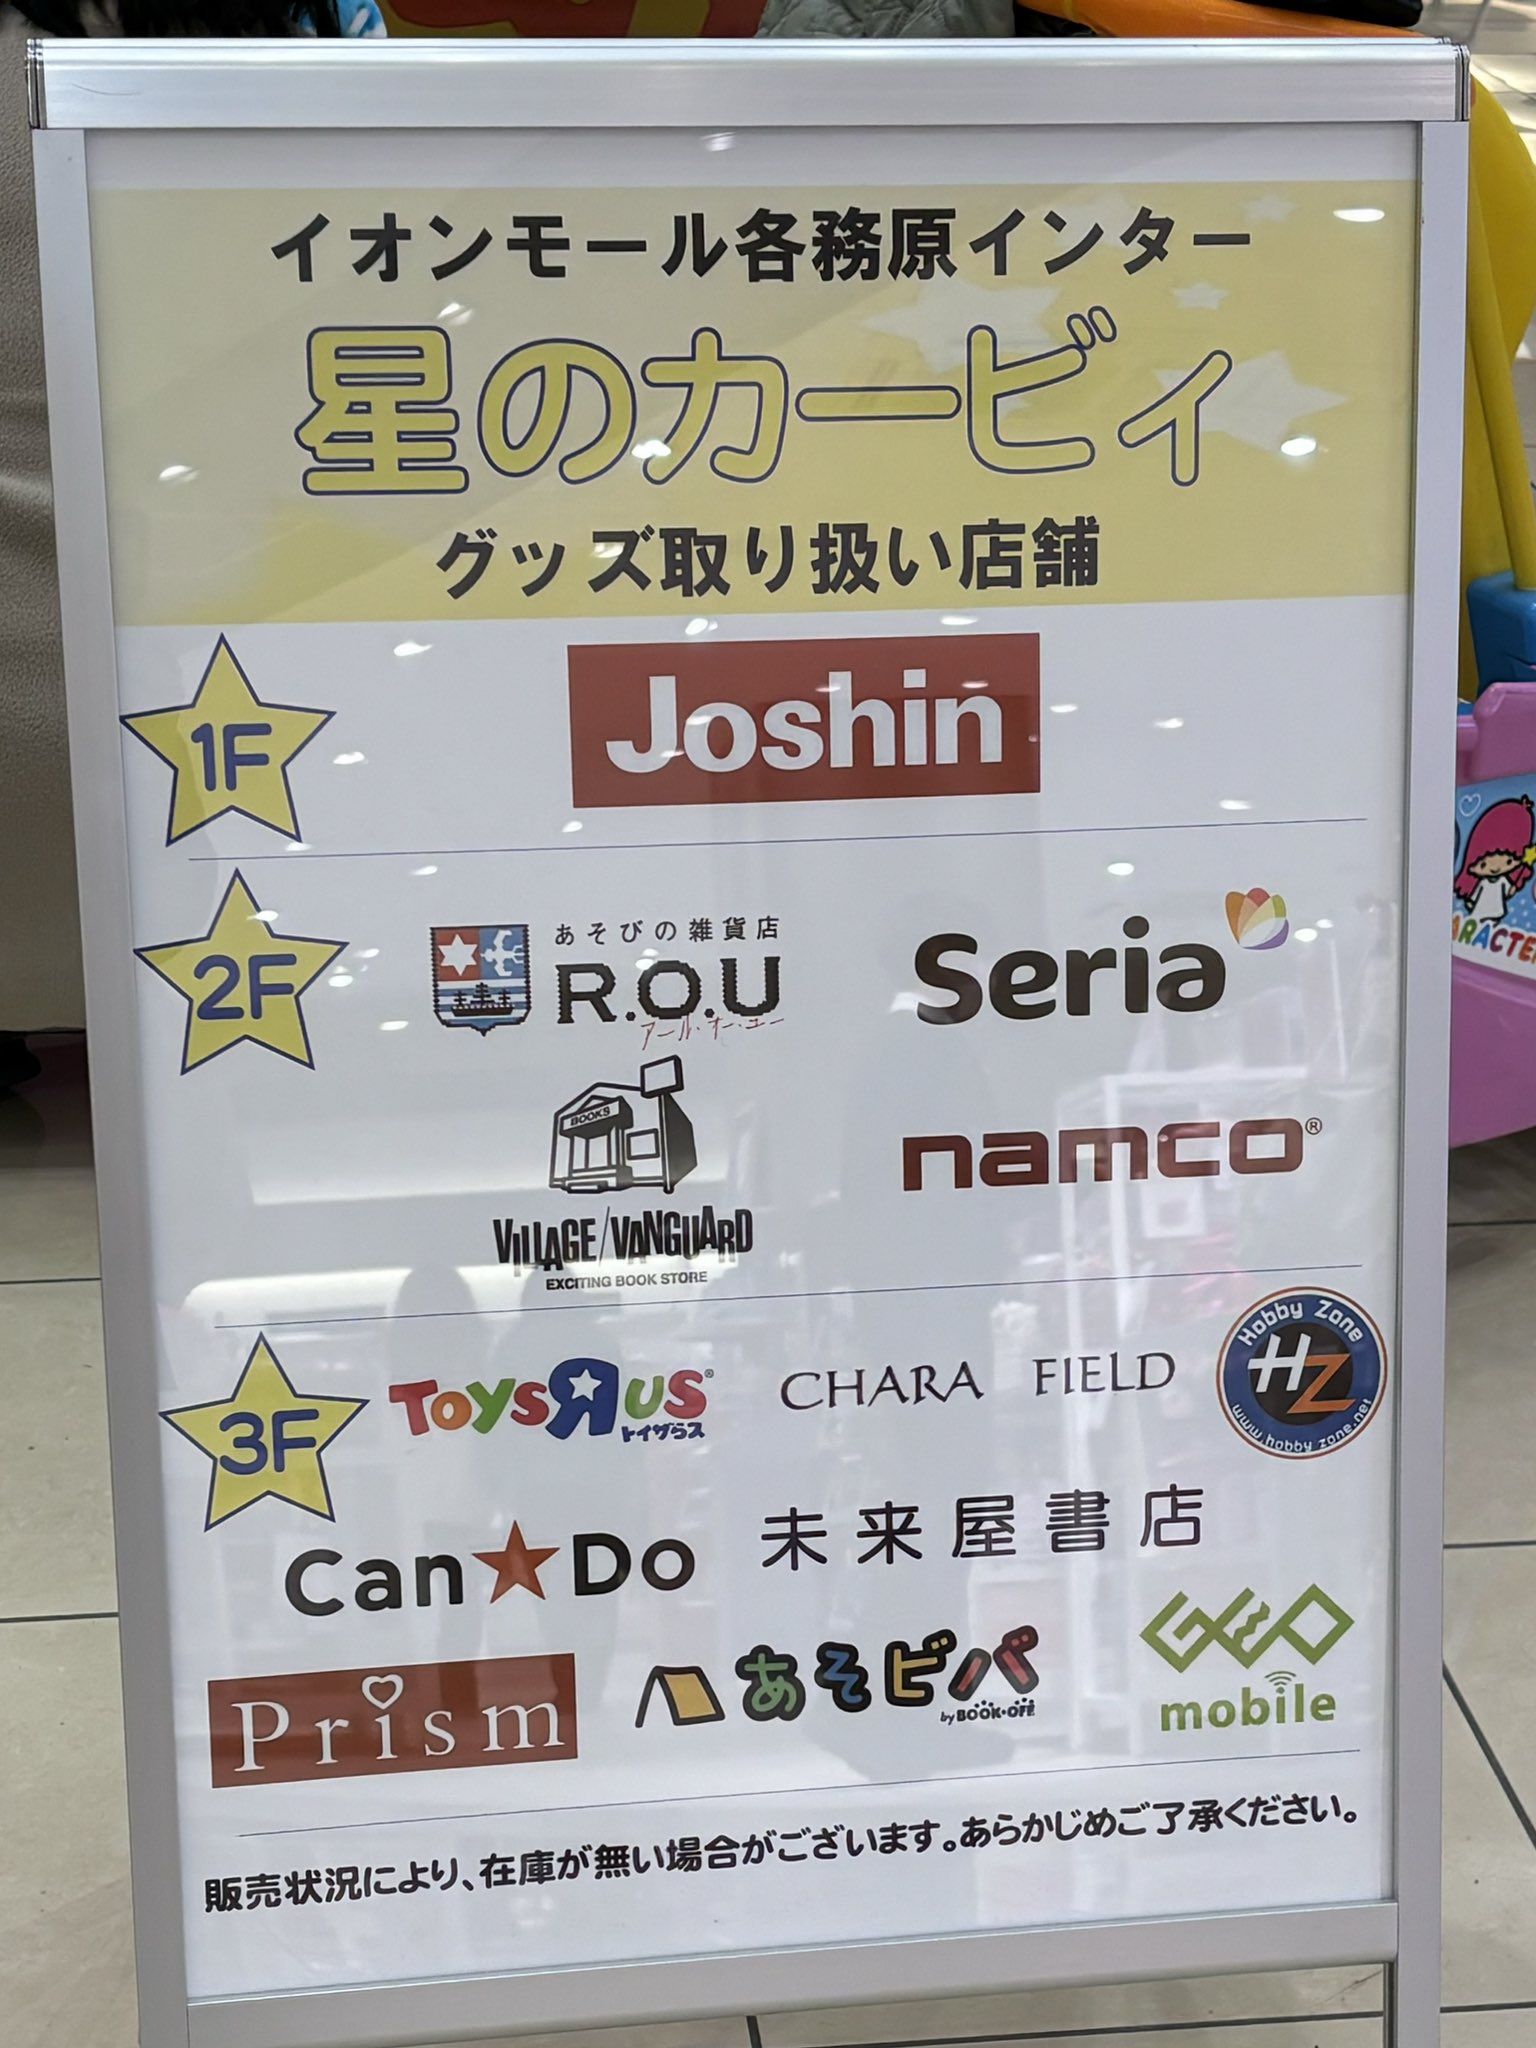 イオンモール各務原インター
星のカービィ
グッズ取り扱い店舗
1F
Joshin
2F
あそびの雑貨店
R.O.U
アール・オー・ユー
Seria
BOOKS
VILLAGE/VANGUARD
EXCITING BOOK STORE
namco®
3F
TOYSЯUS®
トイザらス
CHARA FIELD
Hobby Zone
HZ
www.hobby zone.net
Can★Do
未来屋書店
Prism
あそビバ
by BOOK・OFF
GEO
mobile
販売状況により、在庫が無い場合がございます。あらかじめご了承ください。